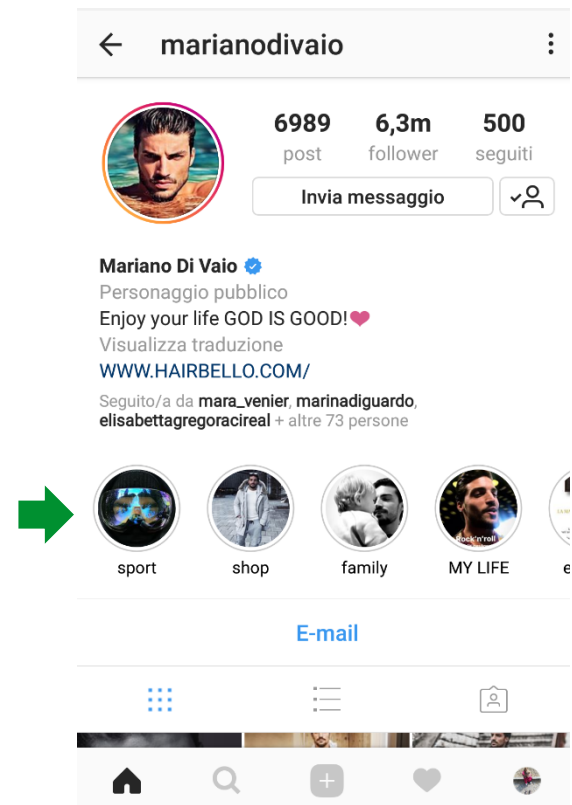 marianodivaio
6989 6,3m 500
post follower seguiti
Invia messaggio
Mariano Di Vaio
Personaggio pubblico
Enjoy your life GOD IS GOOD!❤
Visualizza traduzione
WWW.HAIRBELLO.COM/
Seguito/a da mara_venier, marinadiguardo,
elisabettagregoracireal + altre 73 persone
Rock'n'roll
sport shop family MY LIFE e
E-mail